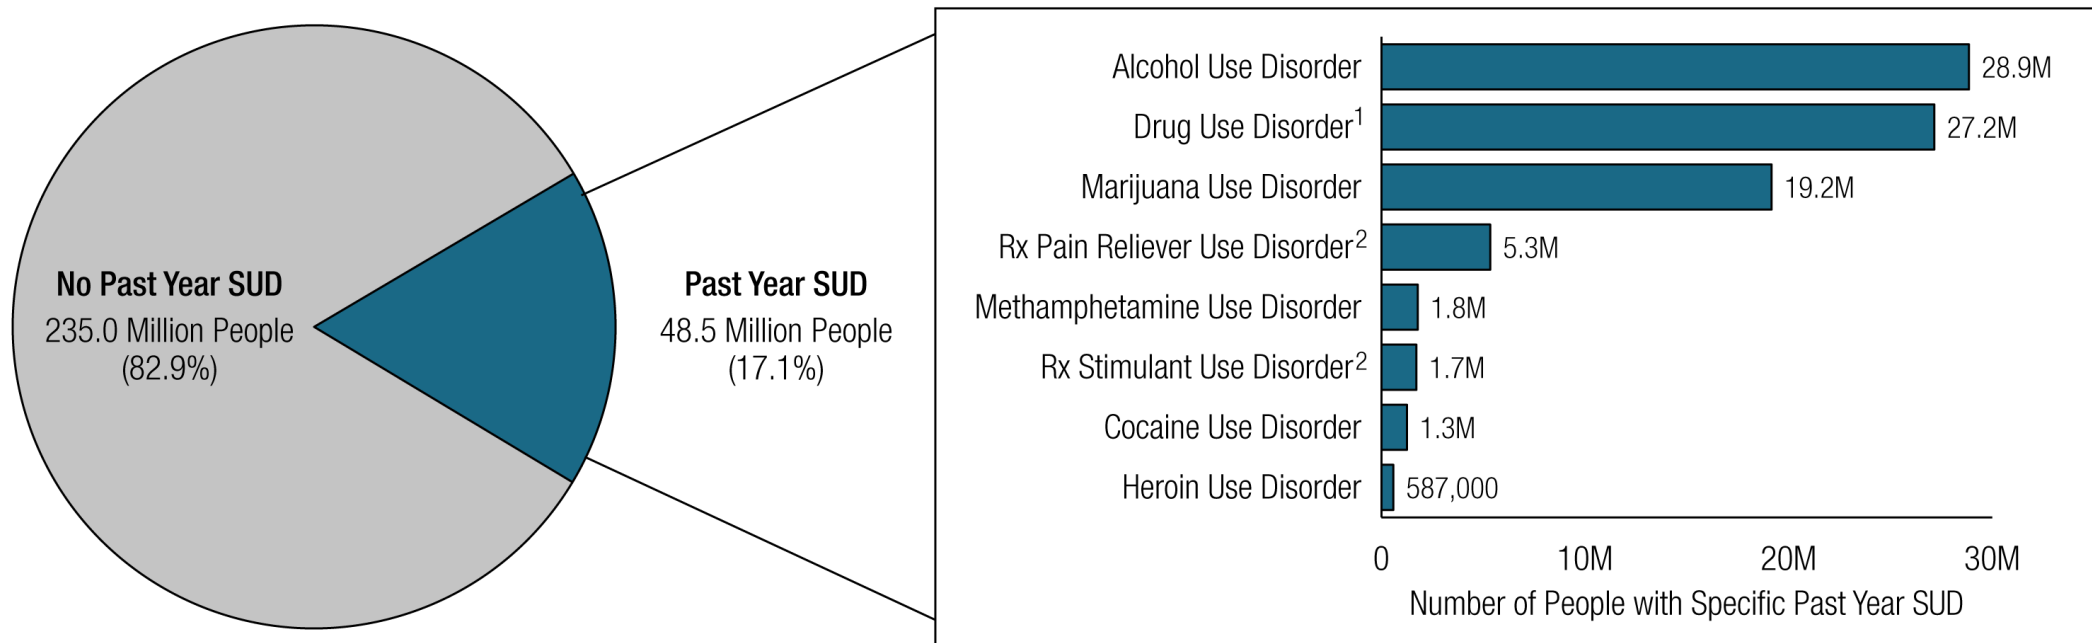 No Past Year SUD
235.0 Million People
(82.9%)
Past Year SUD
48.5 Million People
(17.1%)
Alcohol Use Disorder 28.9M
Drug Use Disorder¹ 27.2M
Marijuana Use Disorder 19.2M
Rx Pain Reliever Use Disorder² 5.3M
Methamphetamine Use Disorder 1.8M
Rx Stimulant Use Disorder² 1.7M
Cocaine Use Disorder 1.3M
Heroin Use Disorder 587,000
0 10M 20M 30M
Number of People with Specific Past Year SUD